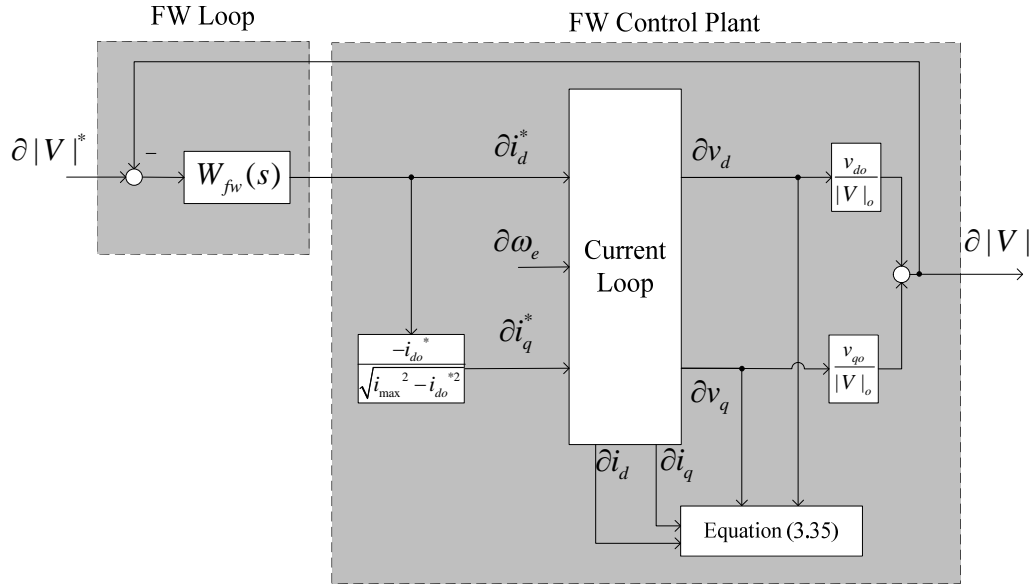 FW Loop
FW Control Plant
∂|V|*
−
W_fw(s)
∂i_d*
∂v_d
v_do
|V|_o
∂ω_e
Current
Loop
∂|V|
∂i_q*
−i_do*
√(i_max² − i_do*²)
∂v_q
v_qo
|V|_o
∂i_d
∂i_q
Equation (3.35)